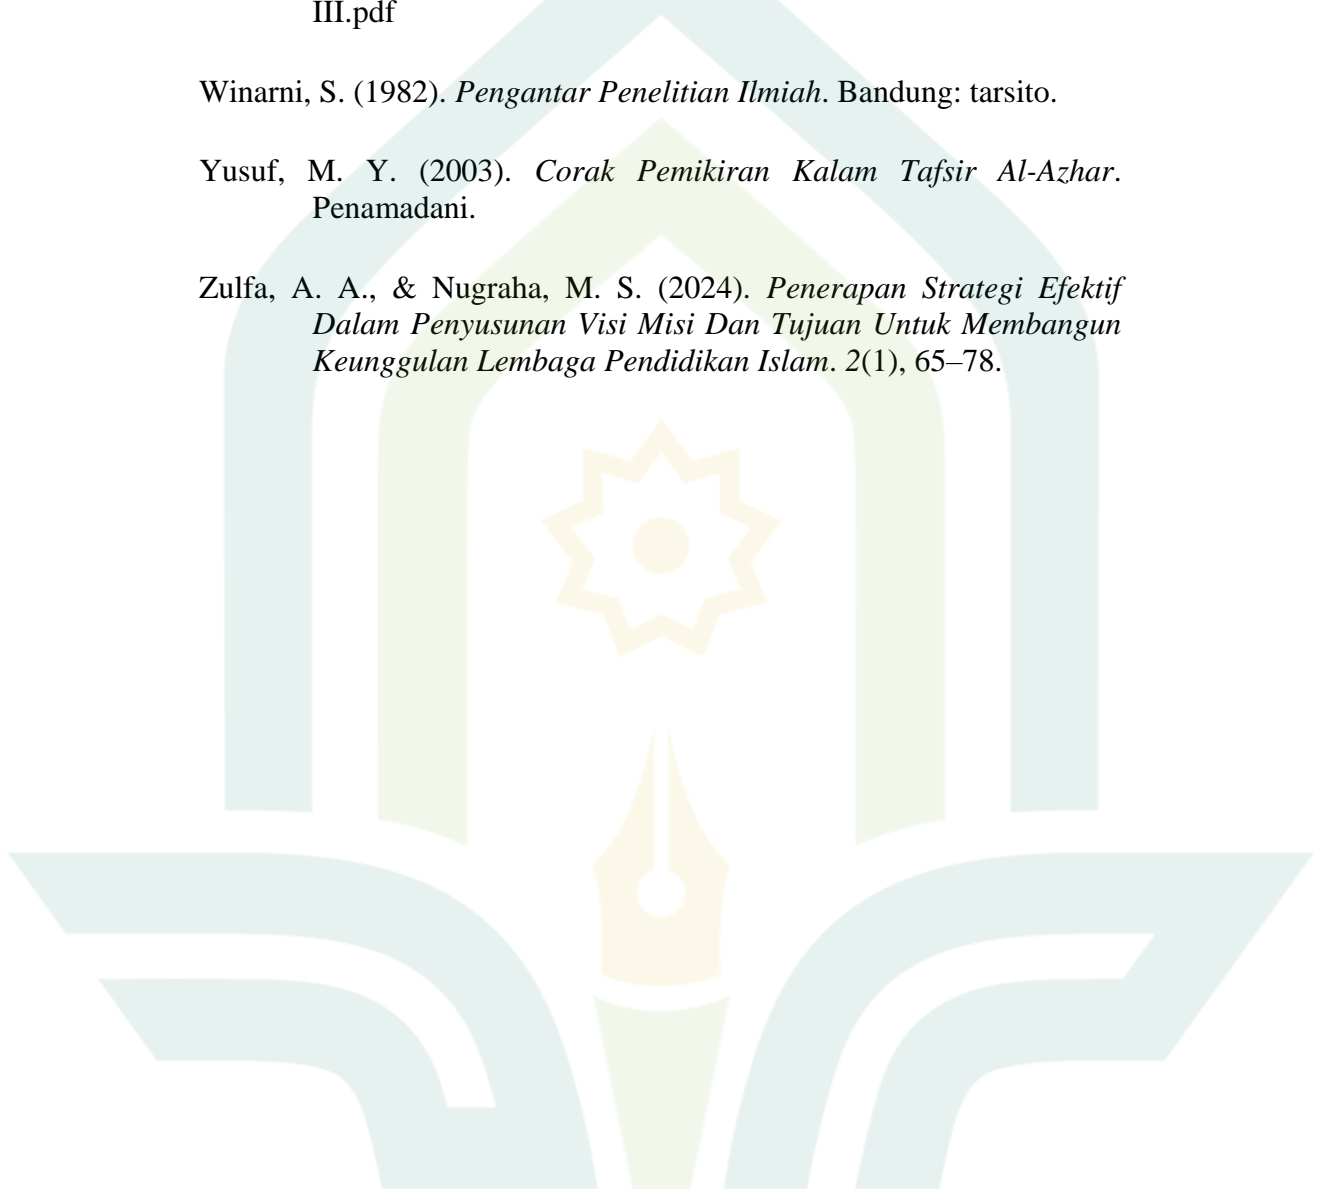 III.pdf
Winarni, S. (1982). Pengantar Penelitian Ilmiah. Bandung: tarsito.
Yusuf, M. Y. (2003). Corak Pemikiran Kalam Tafsir Al-Azhar.
Penamadani.
Zulfa, A. A., & Nugraha, M. S. (2024). Penerapan Strategi Efektif
Dalam Penyusunan Visi Misi Dan Tujuan Untuk Membangun
Keunggulan Lembaga Pendidikan Islam. 2(1), 65–78.